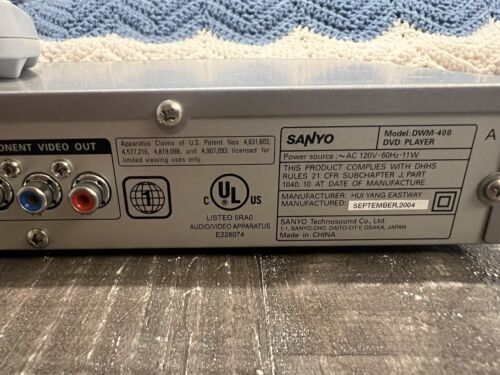 ONENT VIDEO OUT
Apparatus Claims of U.S. Patent Nos. 4,631,603,
4,577,216, 4,819,098, and 4,907,093 licensed for
limited viewing uses only.
1
C UL US
®
LISTED 5RA0
AUDIO/VIDEO APPARATUS
E226074
SANYO
Model:DWM-400
DVD PLAYER
Power source:~AC 120V·60Hz·11W
THIS PRODUCT COMPLIES WITH DHHS
RULES 21 CFR SUBCHAPTER J, PART
1040. 10 AT DATE OF MANUFACTURE.
MANUFACTURER: HUI YANG EASTWAY
MANUFACTURED: SEPTEMBER,2004
SANYO Technosound Co., Ltd.
1-1, SANYO-CHO, DAITO CITY, OSAKA, JAPAN
Made in CHINA
A